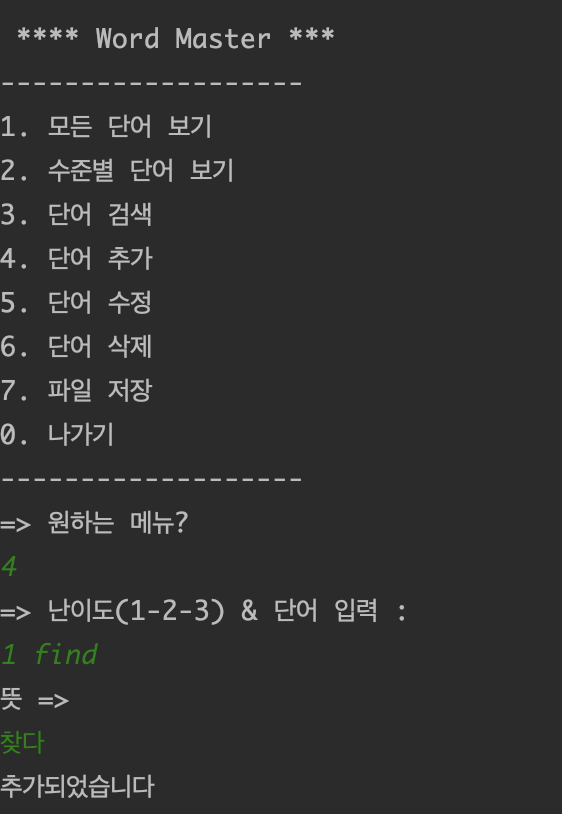 **** Word Master ***
-------------------
1. 모든 단어 보기
2. 수준별 단어 보기
3. 단어 검색
4. 단어 추가
5. 단어 수정
6. 단어 삭제
7. 파일 저장
0. 나가기
-------------------
=> 원하는 메뉴?
4
=> 난이도(1-2-3) & 단어 입력 :
1 find
뜻 =>
찾다
추가되었습니다